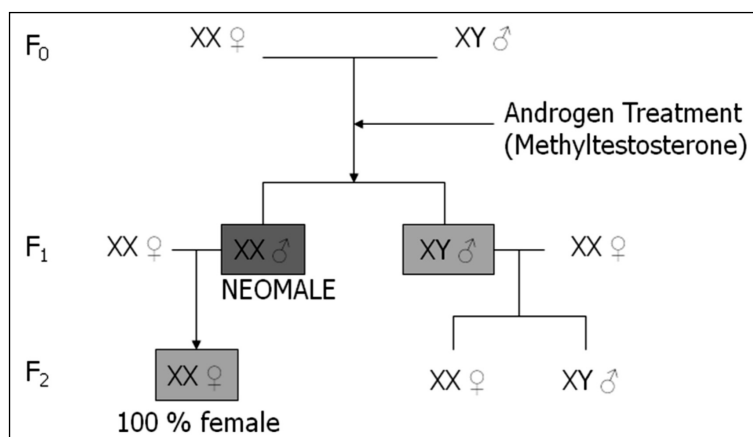 F₀ XX ♀ XY ♂
Androgen Treatment
(Methyltestosterone)
F₁ XX ♀ XX ♂ XY ♂ XX ♀
NEOMALE
F₂ XX ♀ XX ♀ XY ♂
100 % female